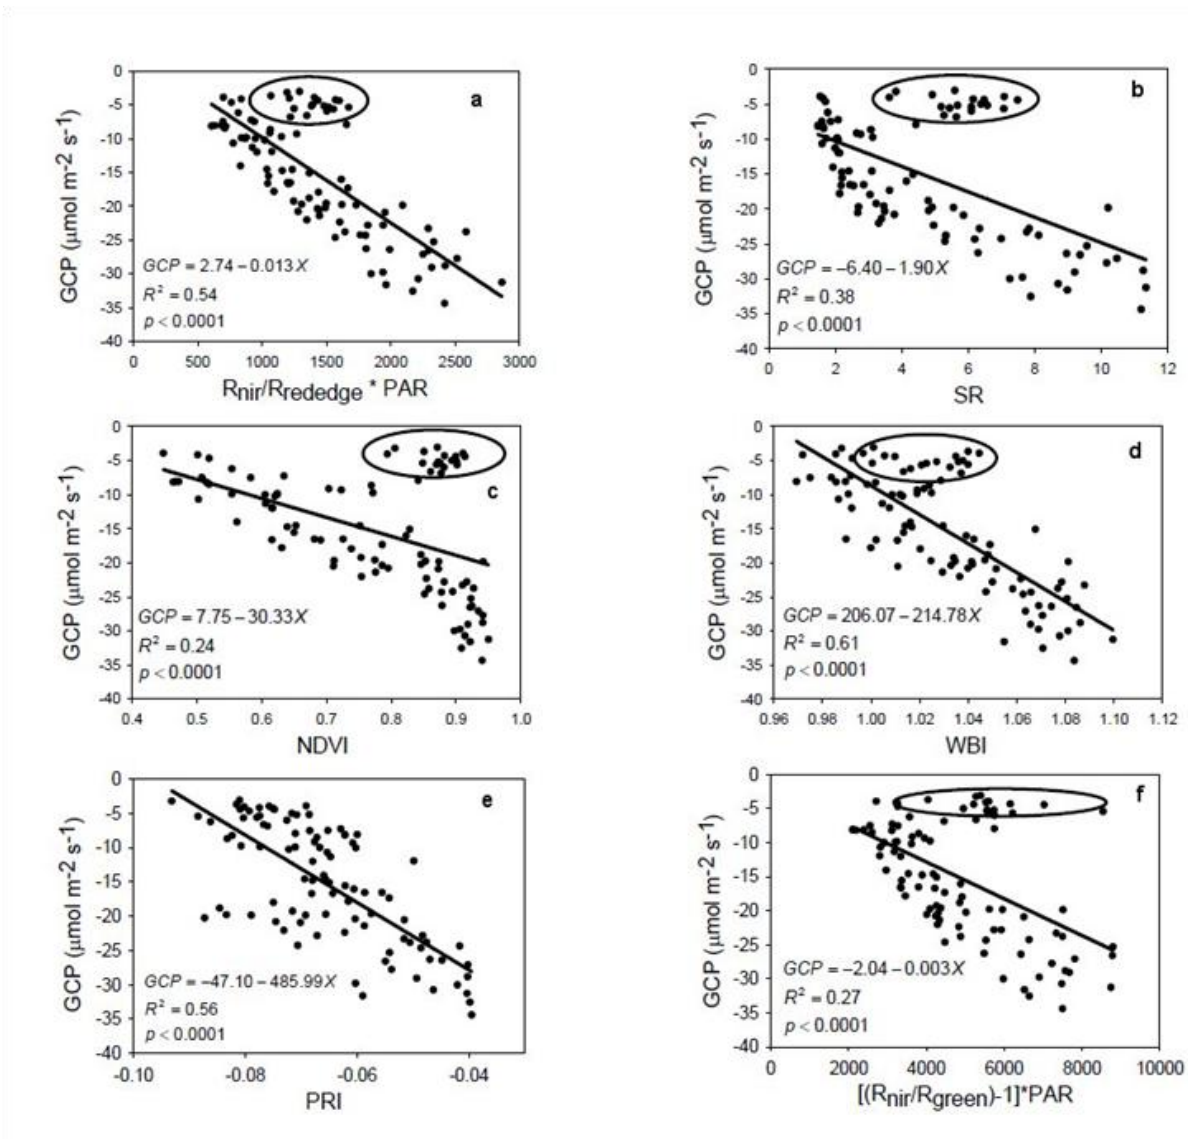 0
-5
-10
-15
-20
-25
-30
-35
-40
GCP (μmol m-2 s-1)
a
GCP = 2.74 – 0.013X
R2 = 0.54
p < 0.0001
0 500 1000 1500 2000 2500 3000
Rnir/Rrededge * PAR
0
-5
-10
-15
-20
-25
-30
-35
-40
GCP (μmol m-2 s-1)
b
GCP = –6.40 – 1.90X
R2 = 0.38
p < 0.0001
0 2 4 6 8 10 12
SR
0
-5
-10
-15
-20
-25
-30
-35
-40
GCP (μmol m-2 s-1)
c
GCP = 7.75 – 30.33X
R2 = 0.24
p < 0.0001
0.4 0.5 0.6 0.7 0.8 0.9 1.0
NDVI
0
-5
-10
-15
-20
-25
-30
-35
-40
GCP (μmol m-2 s-1)
d
GCP = 206.07 – 214.78X
R2 = 0.61
p < 0.0001
0.96 0.98 1.00 1.02 1.04 1.06 1.08 1.10 1.12
WBI
0
-5
-10
-15
-20
-25
-30
-35
-40
GCP (μmol m-2 s-1)
e
GCP = –47.10 – 485.99X
R2 = 0.56
p < 0.0001
-0.10 -0.08 -0.06 -0.04
PRI
0
-5
-10
-15
-20
-25
-30
-35
-40
GCP (μmol m-2 s-1)
f
GCP = –2.04 – 0.003X
R2 = 0.27
p < 0.0001
0 2000 4000 6000 8000 10000
[(Rnir/Rgreen)-1]*PAR